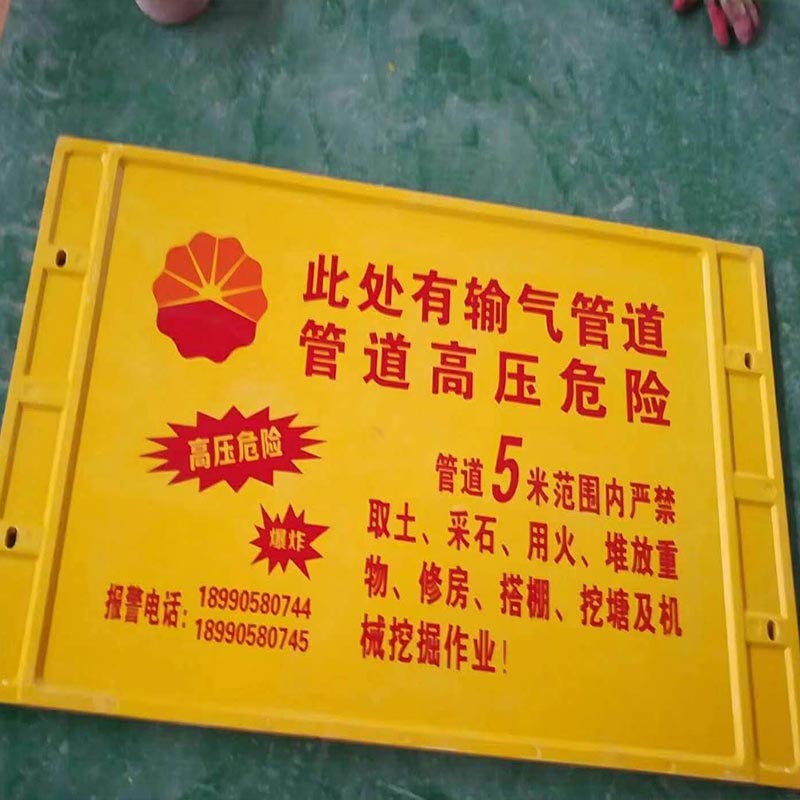 此处有输气管道
管道高压危险
高压危险
爆炸
管道5米范围内严禁
取土、采石、用火、堆放重
物、修房、搭棚、挖塘及机
械挖掘作业！
报警电话：18990580744
18990580745